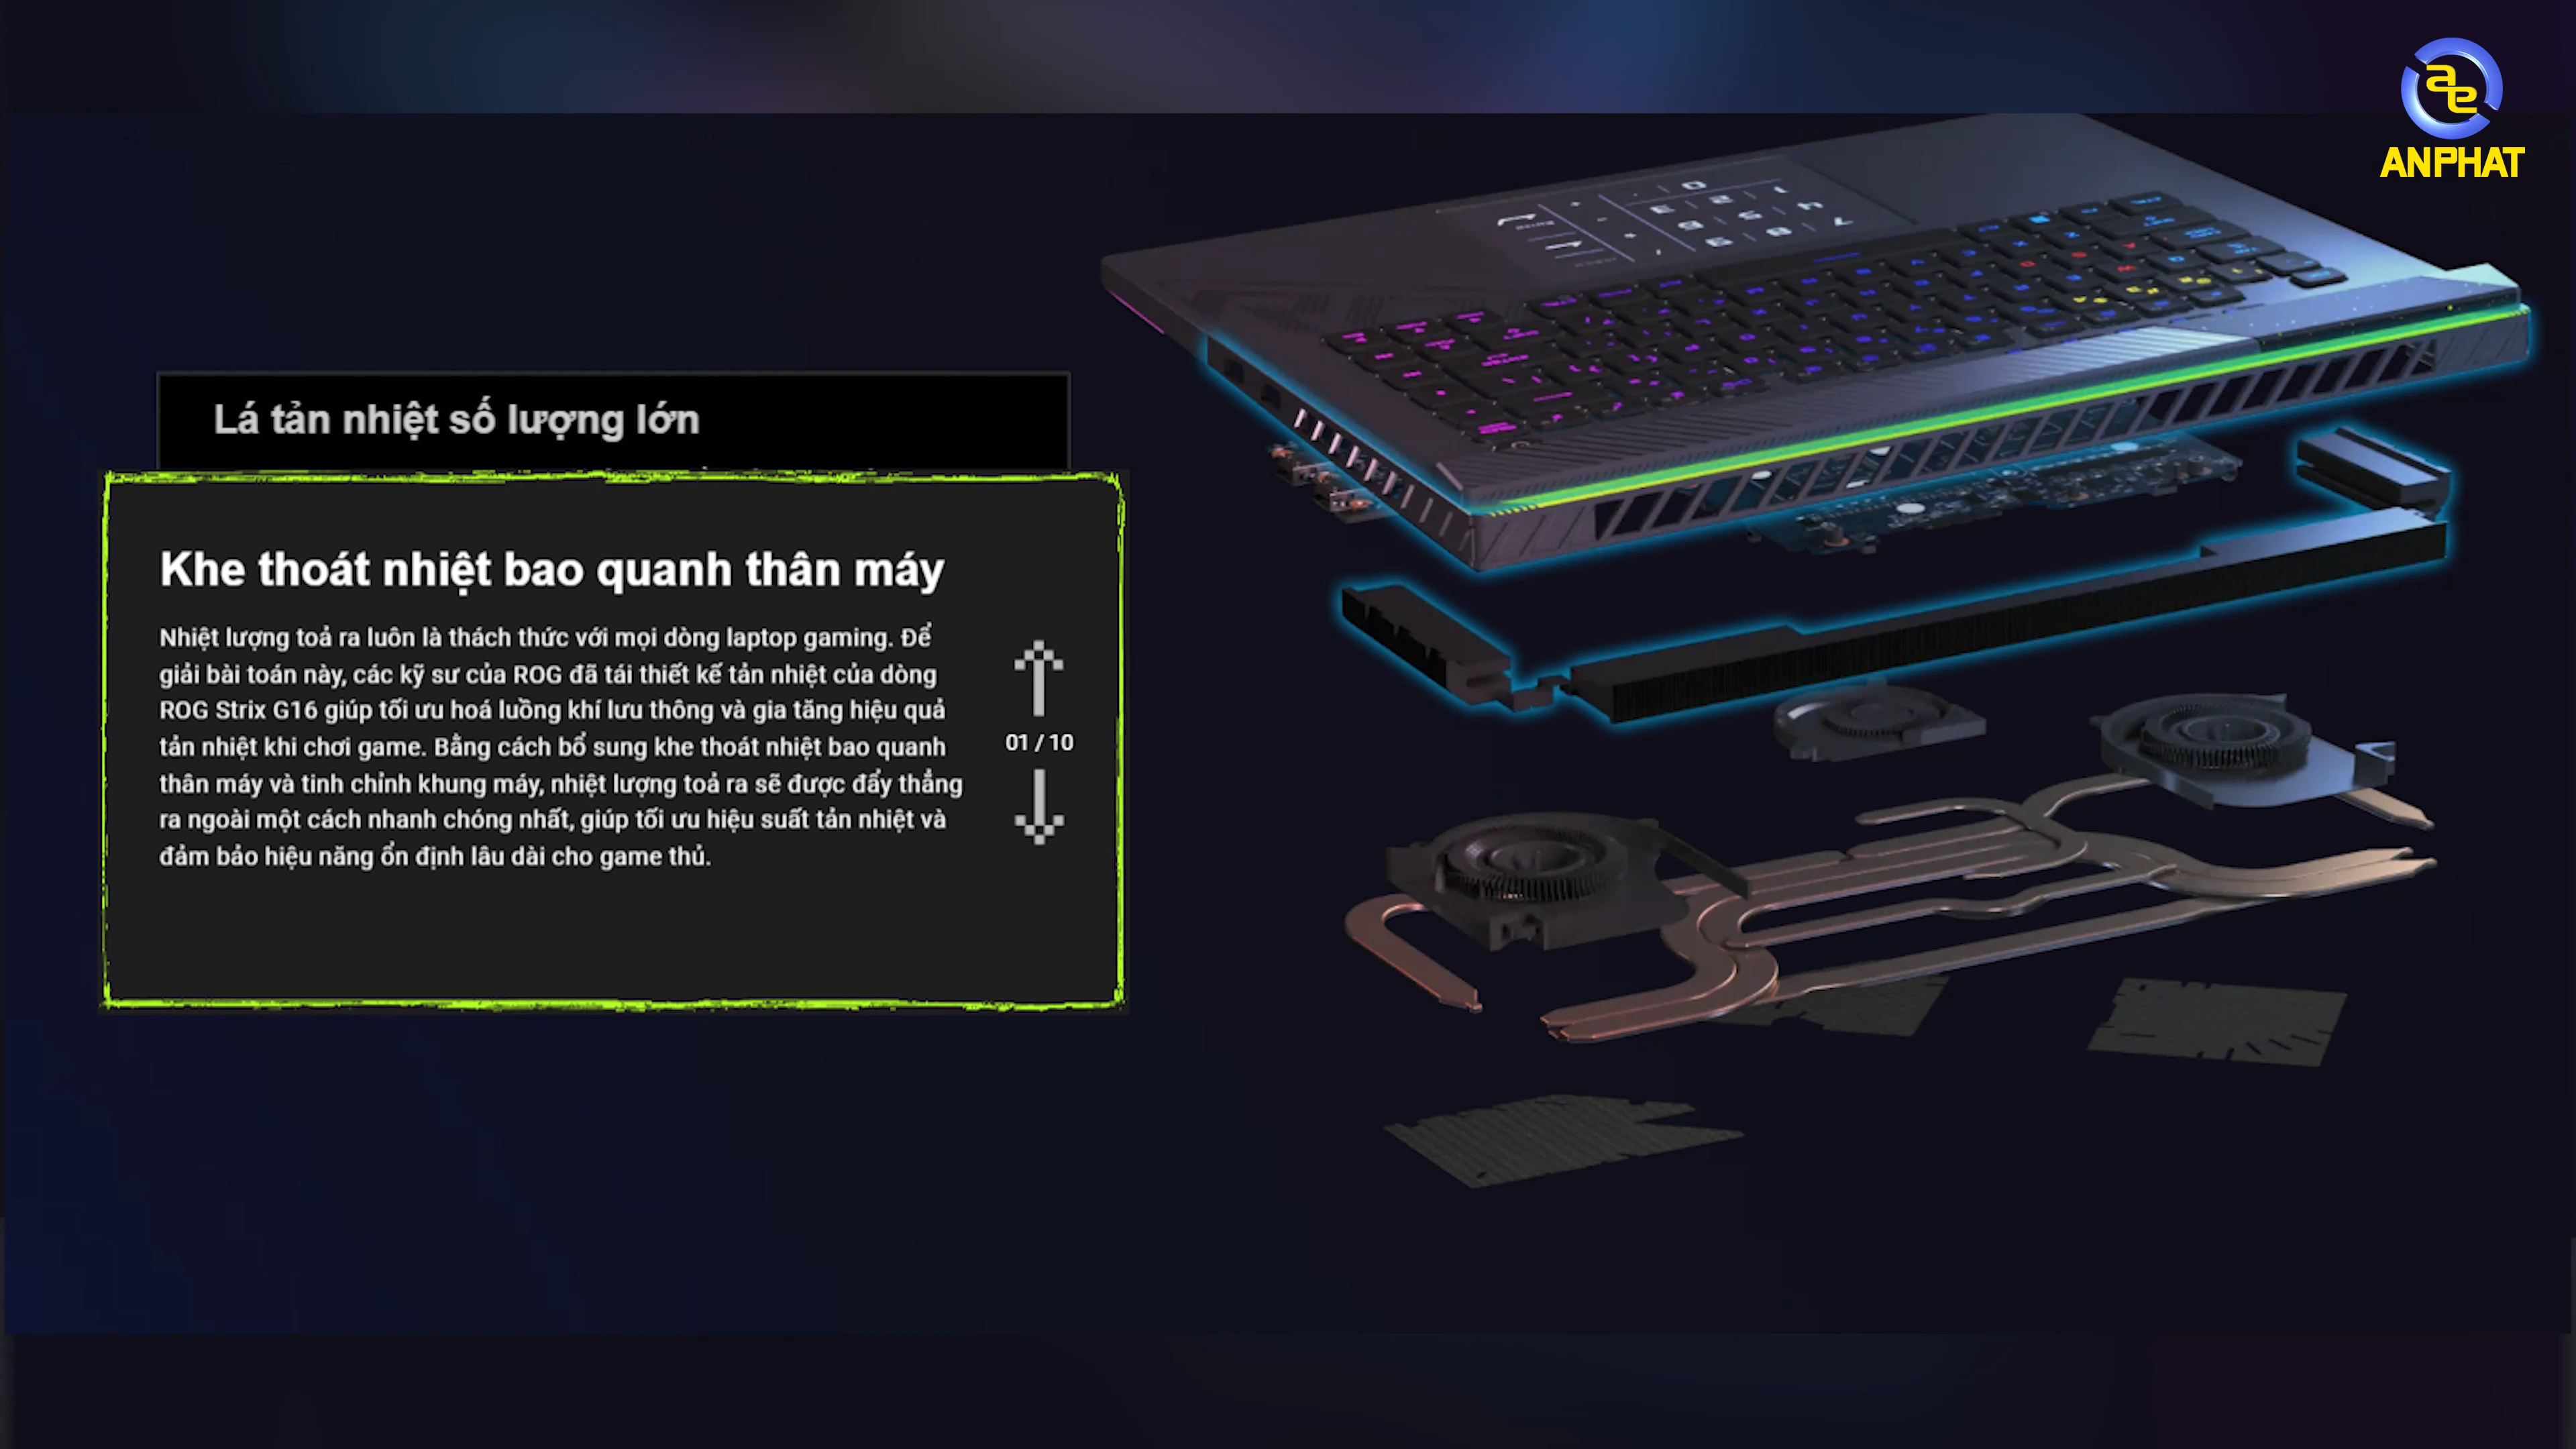 ae
ANPHAT
Lá tản nhiệt số lượng lớn
Khe thoát nhiệt bao quanh thân máy
Nhiệt lượng toả ra luôn là thách thức với mọi dòng laptop gaming. Để
giải bài toán này, các kỹ sư của ROG đã tái thiết kế tản nhiệt của dòng
ROG Strix G16 giúp tối ưu hoá luồng khí lưu thông và gia tăng hiệu quả
tản nhiệt khi chơi game. Bằng cách bổ sung khe thoát nhiệt bao quanh
thân máy và tinh chỉnh khung máy, nhiệt lượng toả ra sẽ được đẩy thẳng
ra ngoài một cách nhanh chóng nhất, giúp tối ưu hiệu suất tản nhiệt và
đảm bảo hiệu năng ổn định lâu dài cho game thủ.
01 / 10